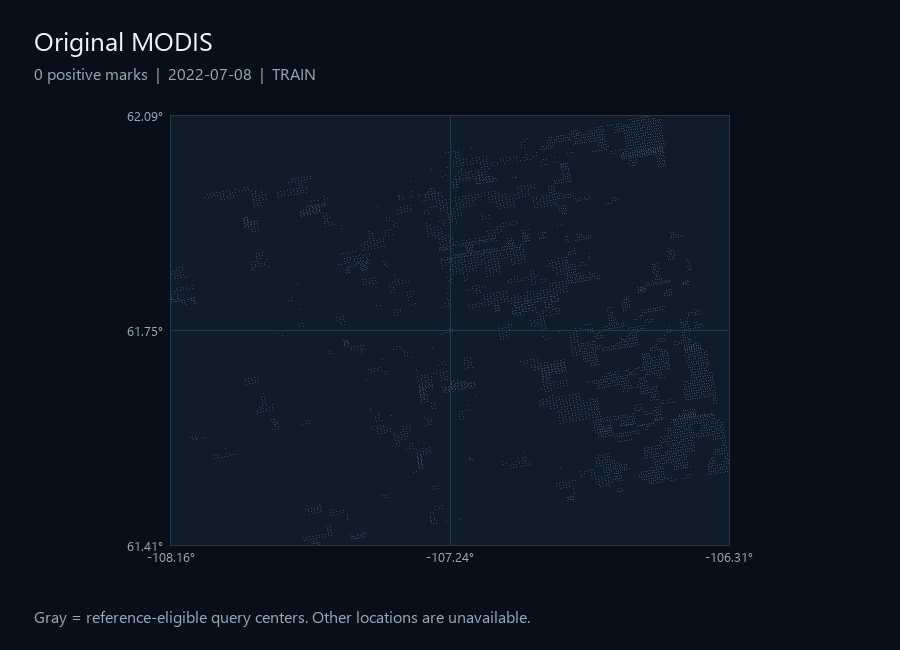 Original MODIS
0 positive marks | 2022-07-08 | TRAIN
62.09°
61.75°
61.41°
-108.16°
-107.24°
-106.31°
Gray = reference-eligible query centers. Other locations are unavailable.